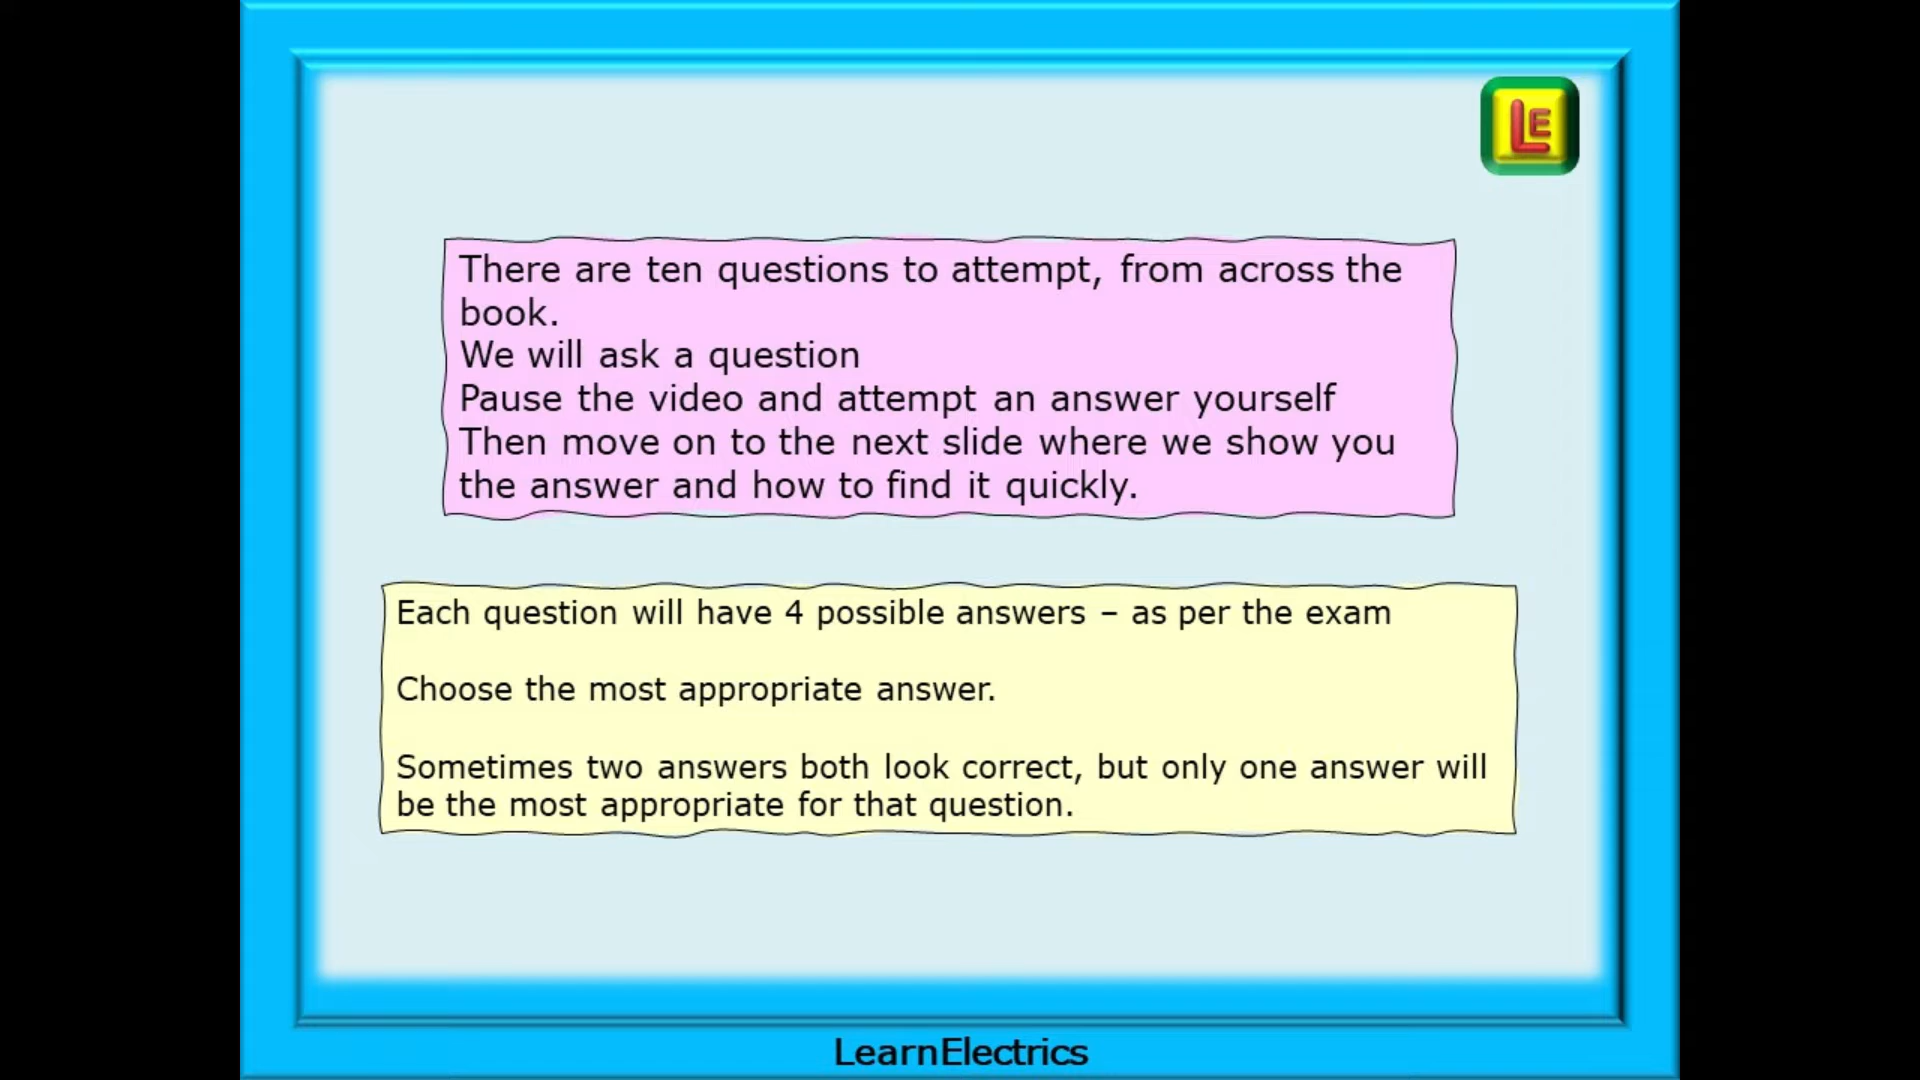 LE
There are ten questions to attempt, from across the
book.
We will ask a question
Pause the video and attempt an answer yourself
Then move on to the next slide where we show you
the answer and how to find it quickly.
Each question will have 4 possible answers – as per the exam
Choose the most appropriate answer.
Sometimes two answers both look correct, but only one answer will
be the most appropriate for that question.
LearnElectrics